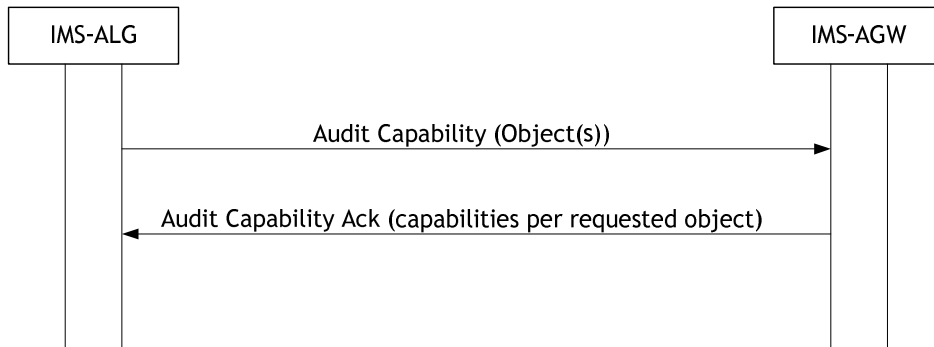 IMS-ALG
IMS-AGW
Audit Capability (Object(s))
Audit Capability Ack (capabilities per requested object)